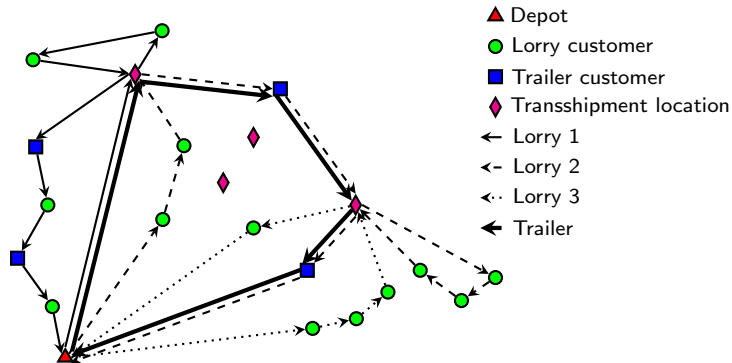 Depot
Lorry customer
Trailer customer
Transshipment location
Lorry 1
Lorry 2
Lorry 3
Trailer